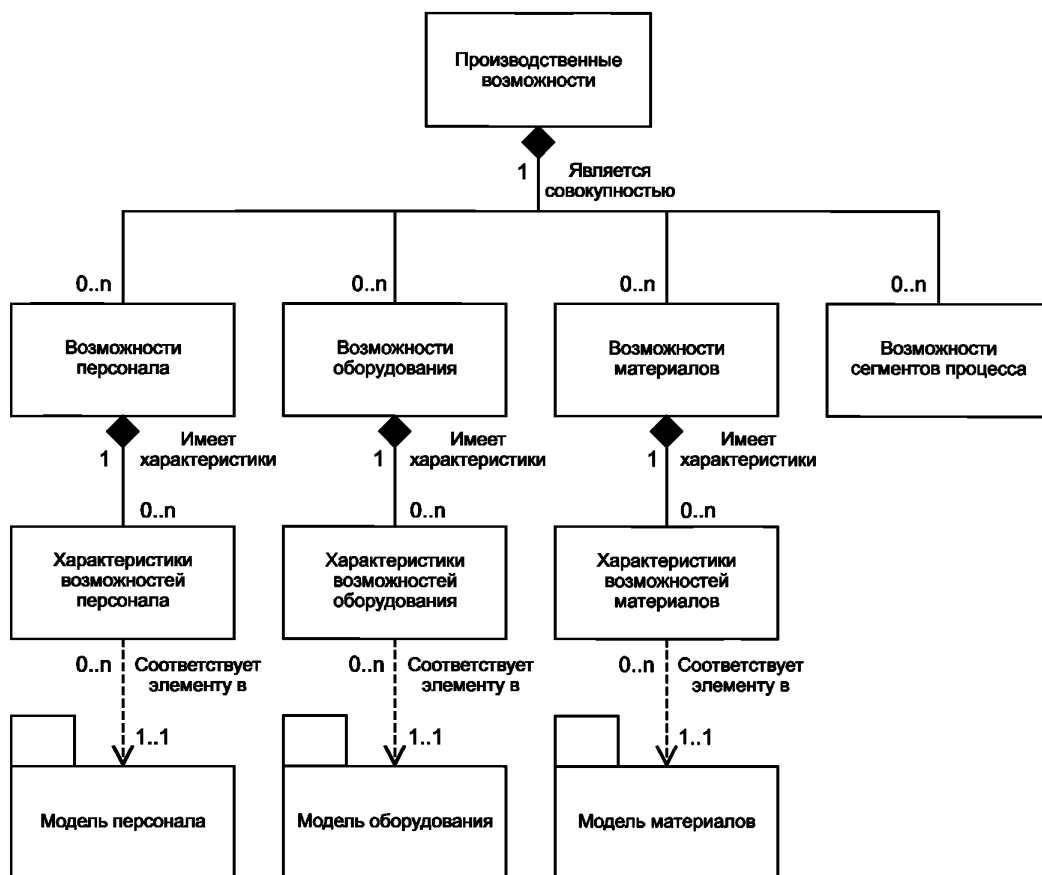 Производственные
возможности
1
Является
совокупностью
0..n
0..n
0..n
0..n
Возможности
персонала
Возможности
оборудования
Возможности
материалов
Возможности
сегментов процесса
1
Имеет
характеристики
1
Имеет
характеристики
1
Имеет
характеристики
0..n
0..n
0..n
Характеристики
возможностей
персонала
Характеристики
возможностей
оборудования
Характеристики
возможностей
материалов
0..n
Соответствует
элементу в
0..n
Соответствует
элементу в
0..n
Соответствует
элементу в
1..1
1..1
1..1
Модель персонала
Модель оборудования
Модель материалов